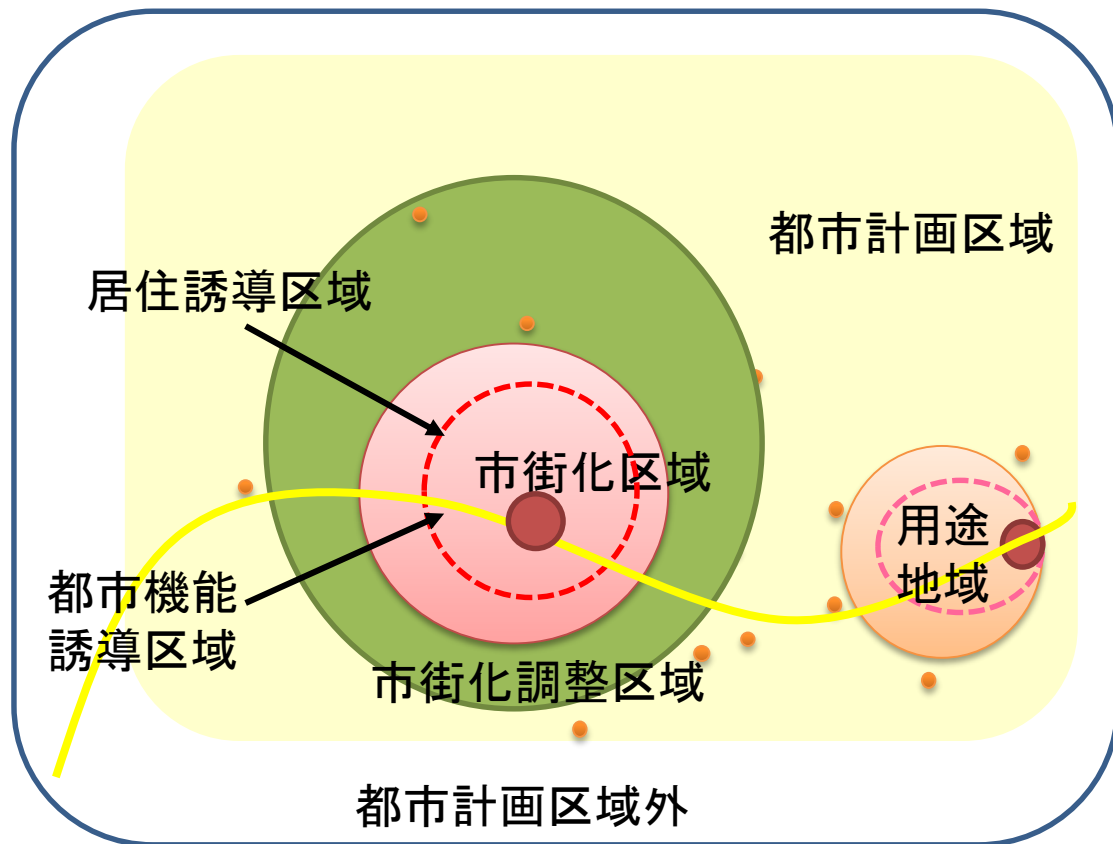 都市計画区域
居住誘導区域
市街化区域
用途
地域
都市機能
誘導区域
市街化調整区域
都市計画区域外